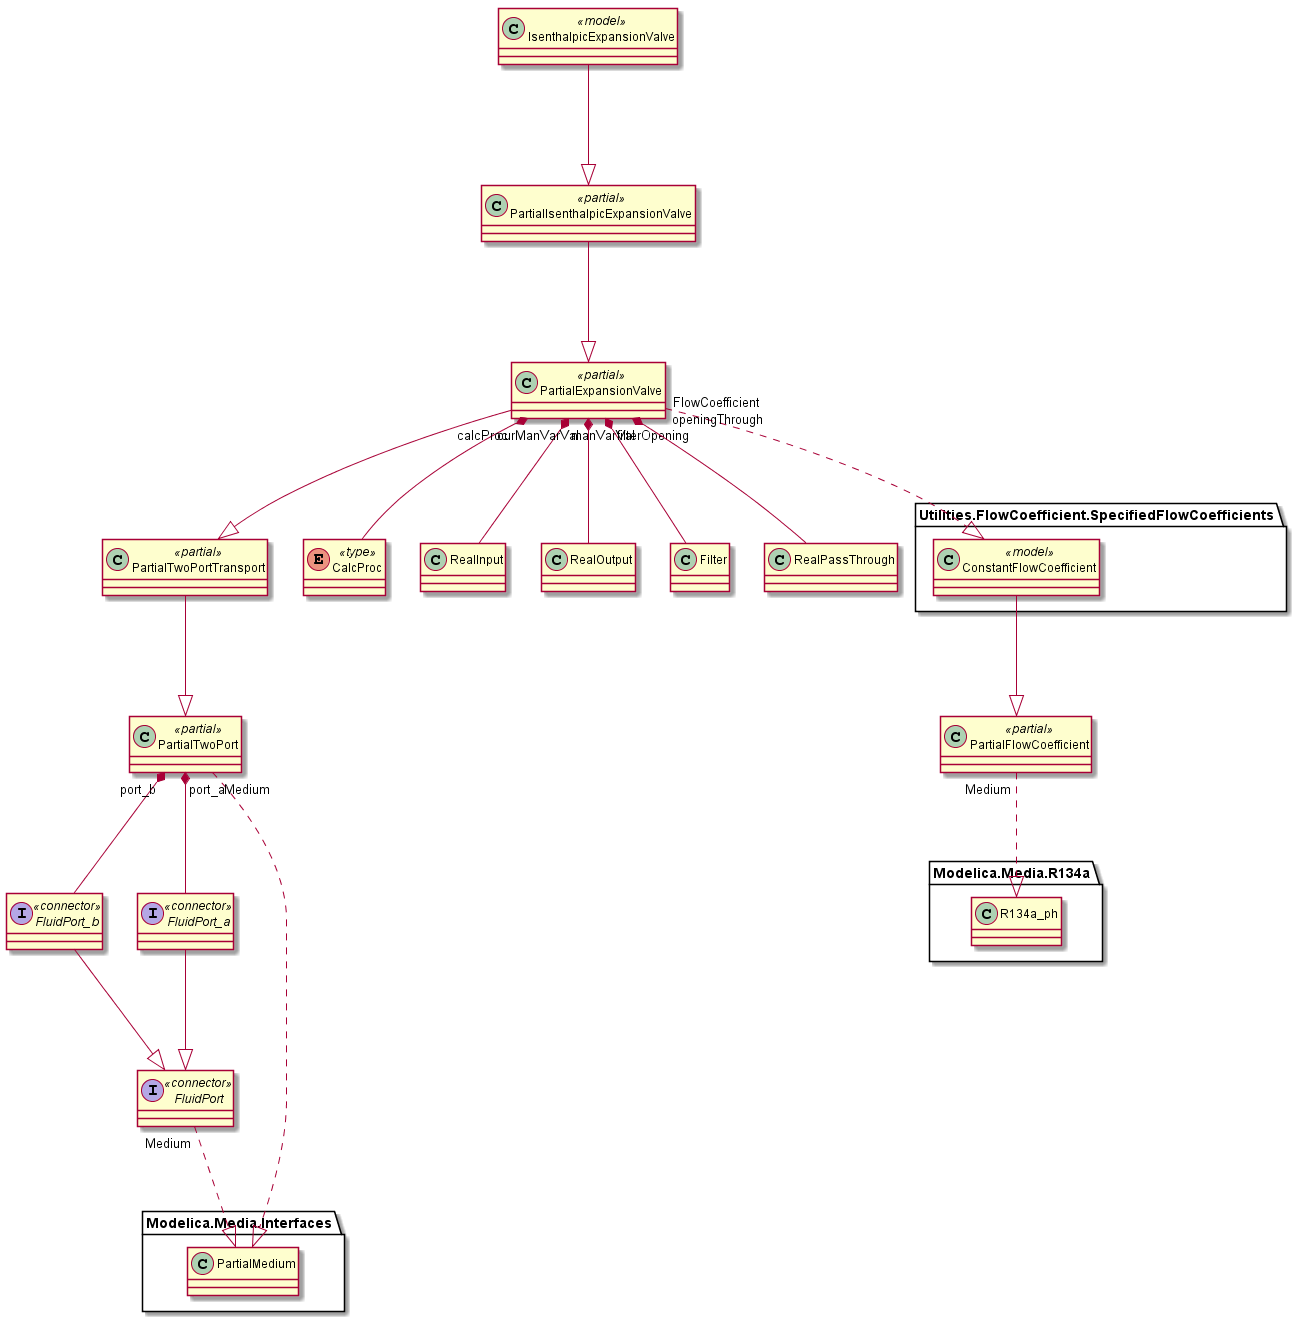 C
«model»
IsenthalpicExpansionValve
C
«partial»
PartialIsenthalpicExpansionValve
C
«partial»
PartialExpansionValve
FlowCoefficient
openingThrough
calcProc
curManVarVal
manVarVal
filterOpening
Utilities.FlowCoefficient.SpecifiedFlowCoefficients
C
«partial»
PartialTwoPortTransport
E
«type»
CalcProc
C
RealInput
C
RealOutput
C
Filter
C
RealPassThrough
C
«model»
ConstantFlowCoefficient
C
«partial»
PartialTwoPort
C
«partial»
PartialFlowCoefficient
port_b
port_a
Medium
Medium
Modelica.Media.R134a
I
«connector»
FluidPort_b
I
«connector»
FluidPort_a
C
R134a_ph
I
«connector»
FluidPort
Medium
Modelica.Media.Interfaces
C
PartialMedium